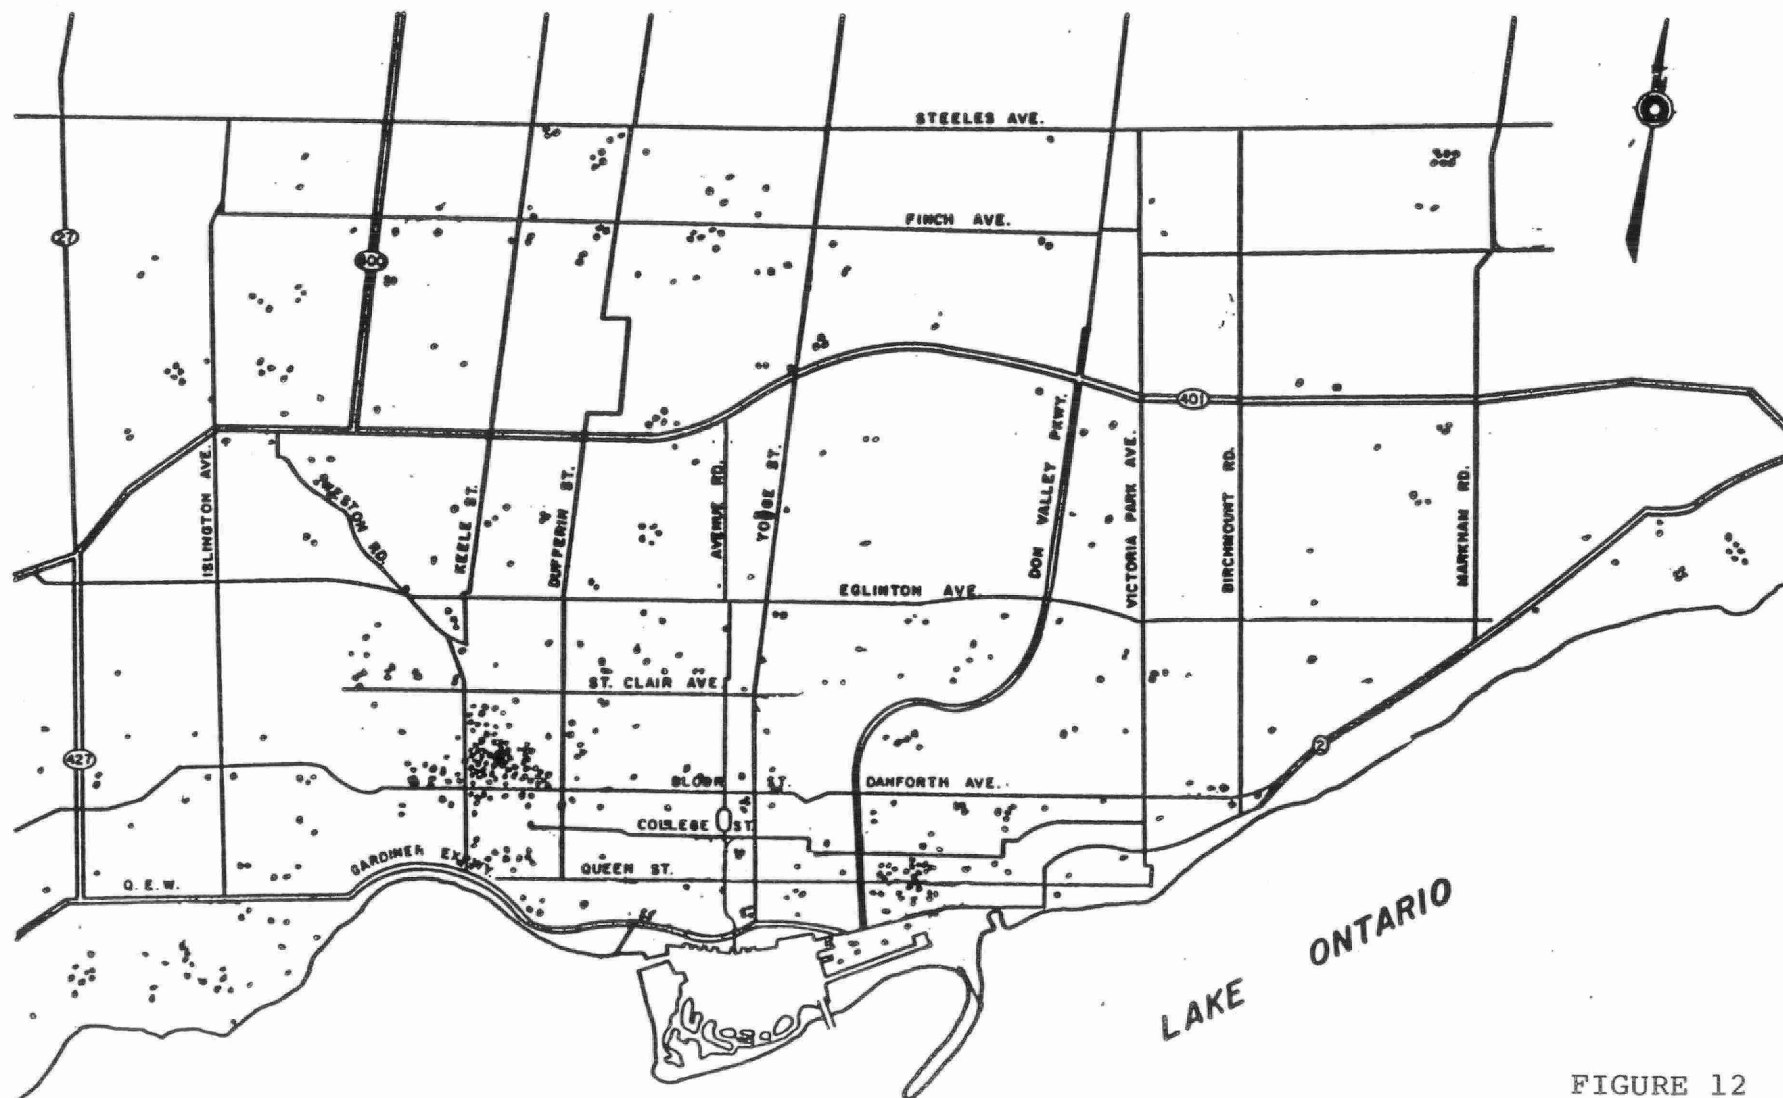 STEELES AVE.
FINCH AVE.
27
400
401
ISLINGTON AVE.
WESTON RD.
KEELE ST.
DUFFERIN ST.
AVENUE RD.
YONGE ST.
DON VALLEY PKWY.
VICTORIA PARK AVE.
BIRCHMOUNT RD.
MARKHAM RD.
EGLINTON AVE.
ST. CLAIR AVE.
427
2
BLOOR ST.
DANFORTH AVE.
COLLEGE ST.
GARDINER EXPWY.
QUEEN ST.
Q.E.W.
LAKE ONTARIO
FIGURE 12